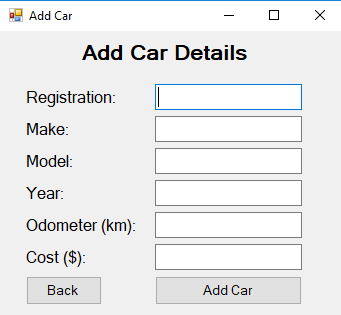 Add Car
Add Car Details
Registration:
Make:
Model:
Year:
Odometer (km):
Cost ($):
Back Add Car